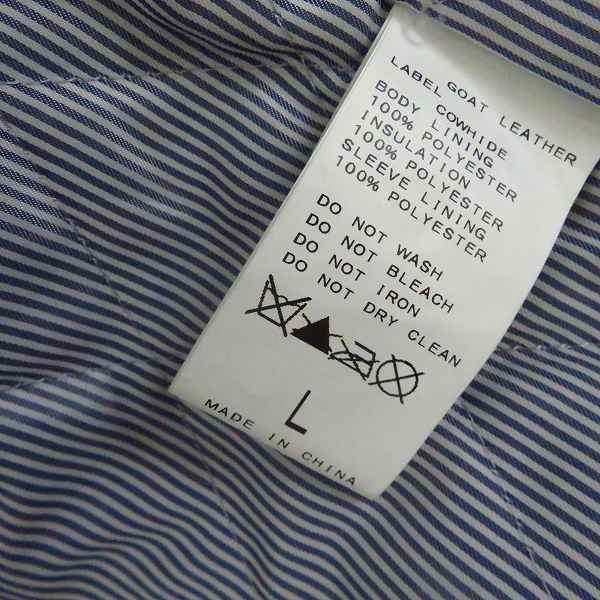 GOAT LEATHER
LABEL COWHIDE
BODY LINING
100% POLYESTER
INSULATION
100% POLYESTER
SLEEVE LINING
100% POLYESTER
DO NOT WASH
DO NOT BLEACH
DO NOT IRON
DO NOT DRY CLEAN
L
MADE IN CHINA